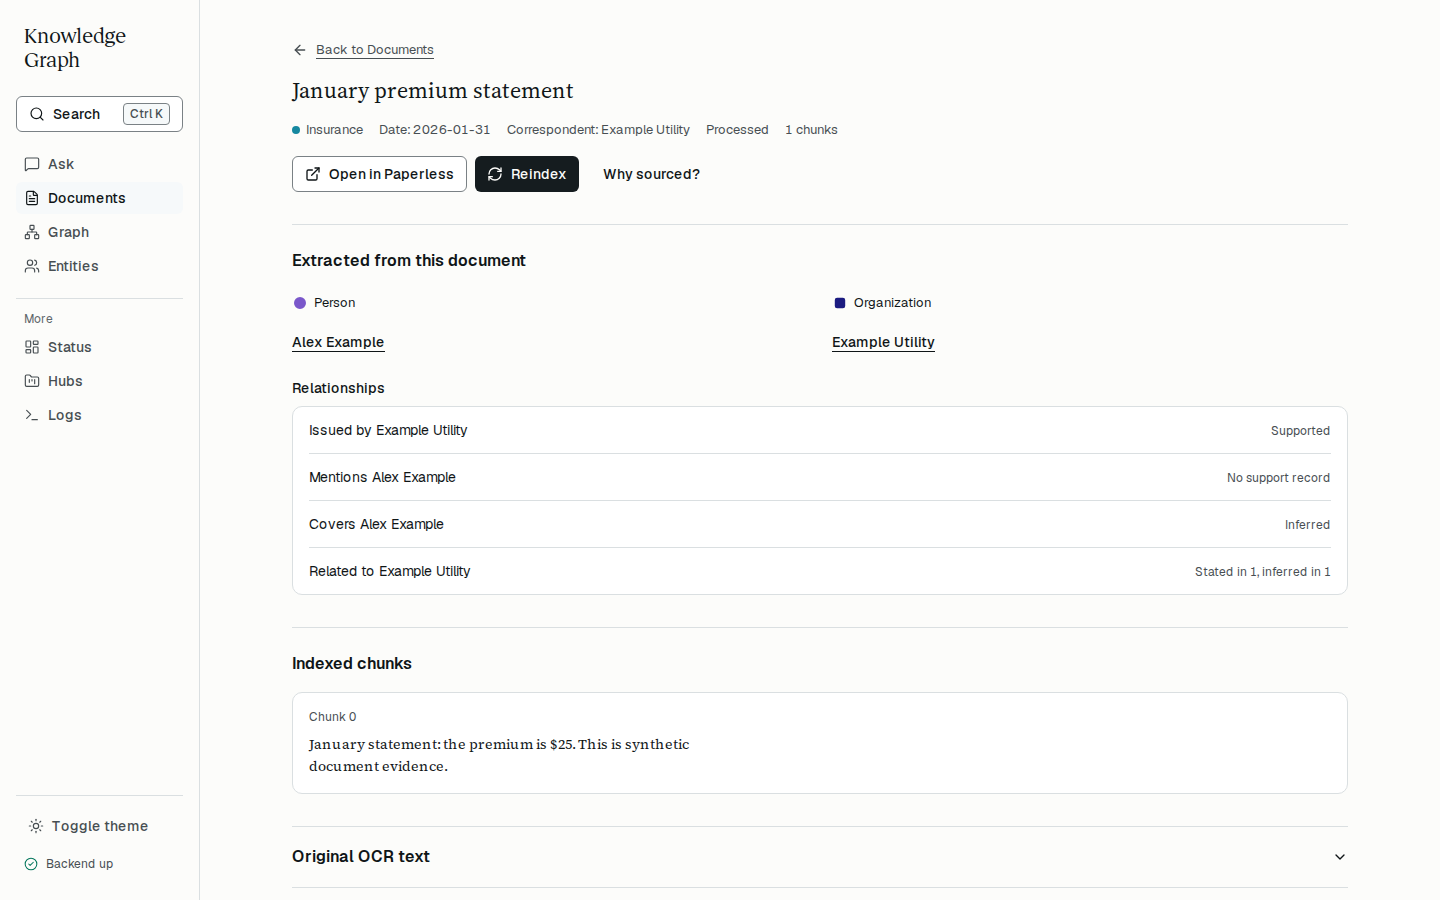 Knowledge
Graph
Search
Ctrl K
Ask
Documents
Graph
Entities
More
Status
Hubs
Logs
Toggle theme
Backend up
Back to Documents
January premium statement
Insurance Date: 2026-01-31 Correspondent: Example Utility Processed 1 chunks
Open in Paperless Reindex Why sourced?
Extracted from this document
Person Organization
Alex Example Example Utility
Relationships
Issued by Example Utility Supported
Mentions Alex Example No support record
Covers Alex Example Inferred
Related to Example Utility Stated in 1, inferred in 1
Indexed chunks
Chunk 0
January statement: the premium is $25. This is synthetic
document evidence.
Original OCR text